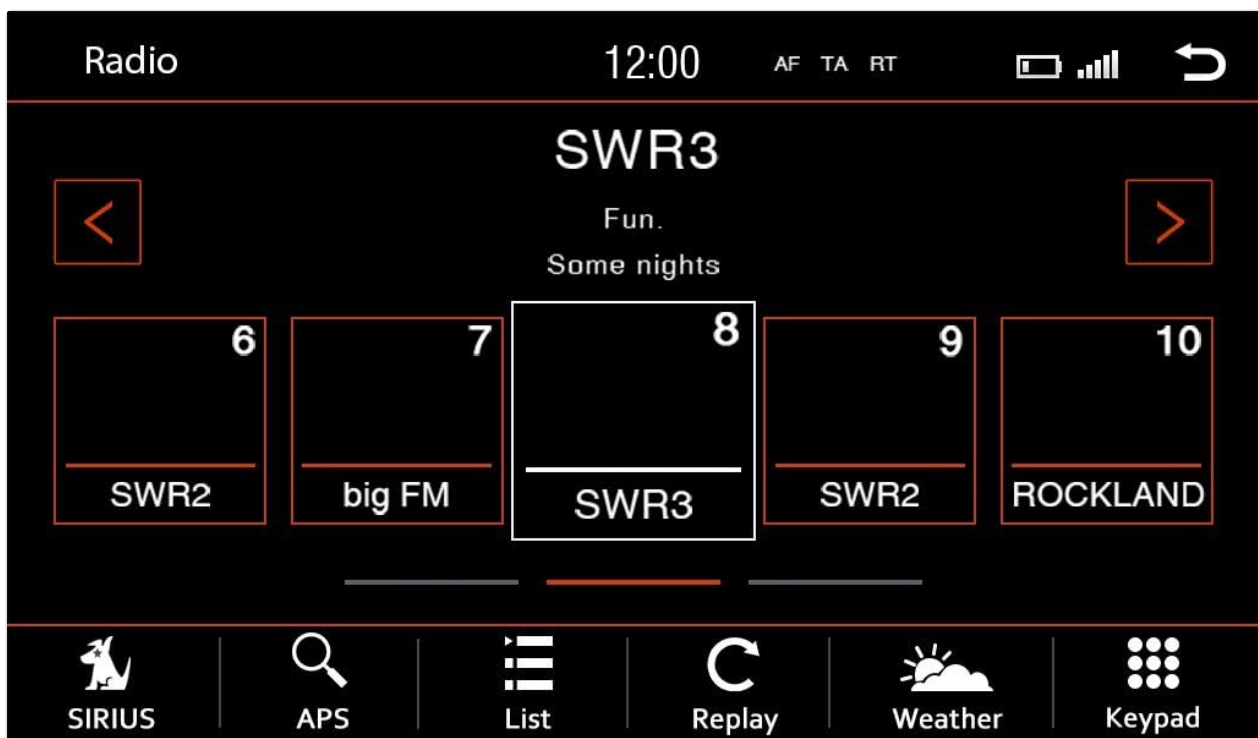 Radio 12:00 AF TA RT
SWR3
Fun.
Some nights
6 7 8 9 10
SWR2 big FM SWR3 SWR2 ROCKLAND
SIRIUS APS List Replay Weather Keypad